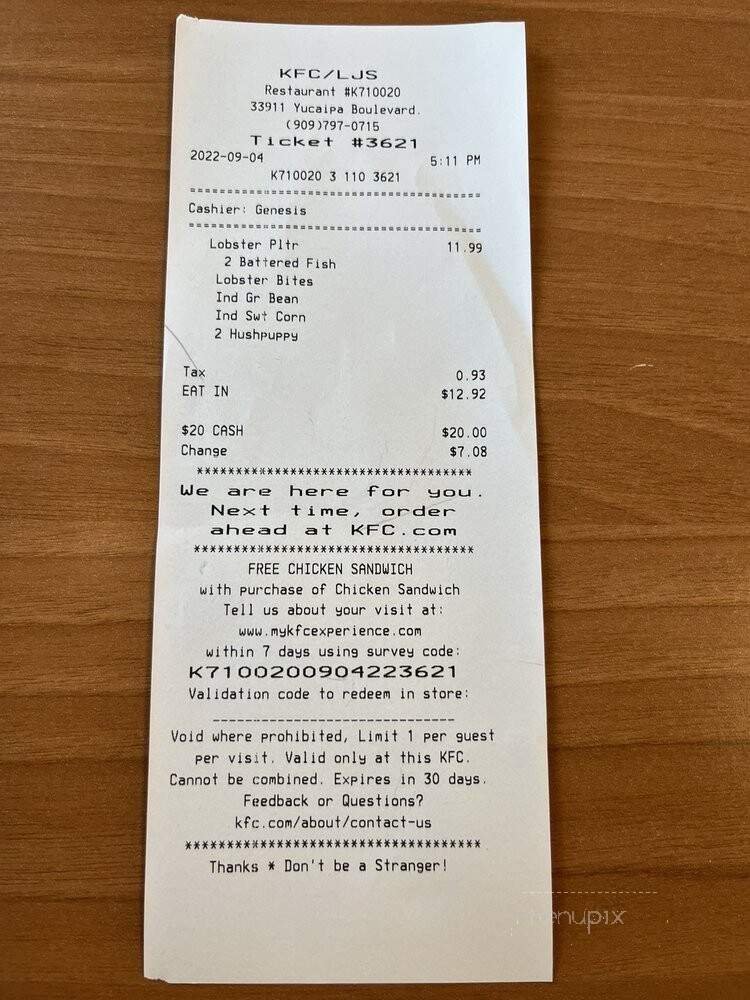 KFC/LJS
Restaurant #K710020
33911 Yucaipa Boulevard.
(909)797-0715
Ticket #3621
2022-09-04 5:11 PM
K710020 3 110 3621
========================================
Cashier: Genesis
========================================
Lobster Pltr 11.99
2 Battered Fish
Lobster Bites
Ind Gr Bean
Ind Swt Corn
2 Hushpuppy
Tax 0.93
EAT IN $12.92
$20 CASH $20.00
Change $7.08
************************************
We are here for you.
Next time, order
ahead at KFC.com
************************************
FREE CHICKEN SANDWICH
with purchase of Chicken Sandwich
Tell us about your visit at:
www.mykfcexperience.com
within 7 days using survey code:
K7100200904223621
Validation code to redeem in store:
______________________________
Void where prohibited, Limit 1 per guest
per visit. Valid only at this KFC.
Cannot be combined. Expires in 30 days.
Feedback or Questions?
kfc.com/about/contact-us
**************************************
Thanks * Don't be a Stranger!
menupix